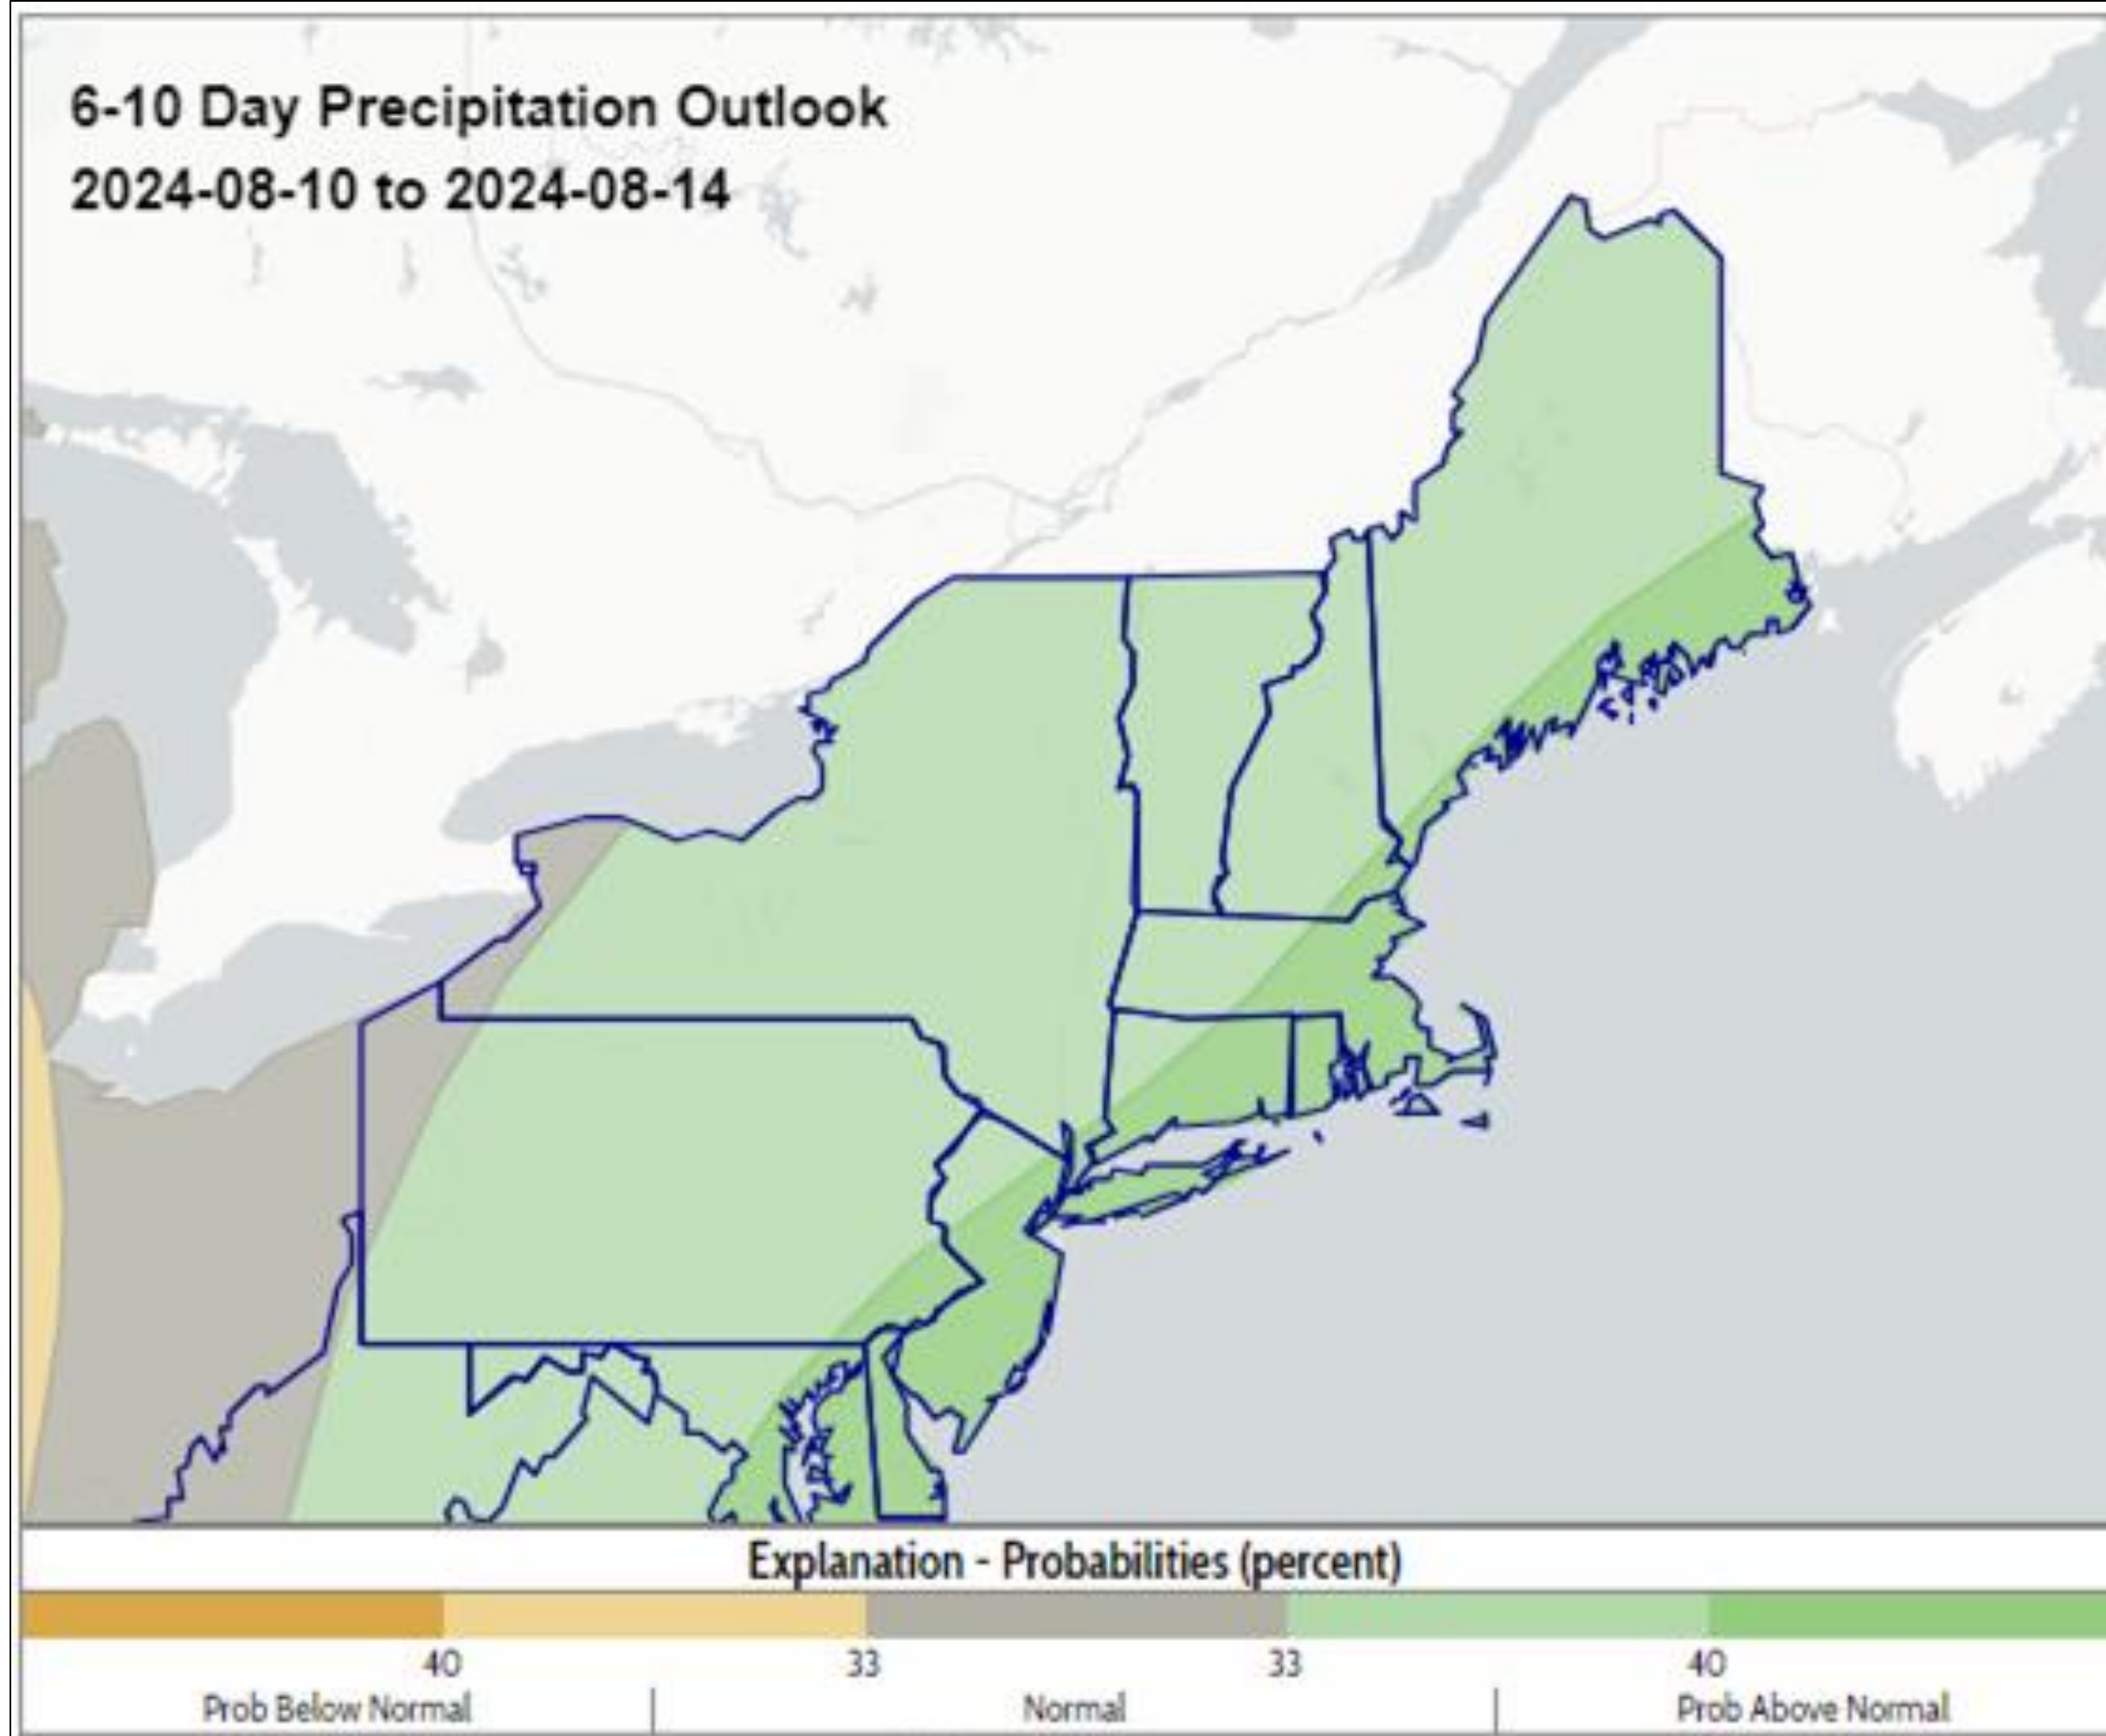 6-10 Day Precipitation Outlook
2024-08-10 to 2024-08-14
Explanation - Probabilities (percent)
40 33 33 40
Prob Below Normal | Normal | Prob Above Normal